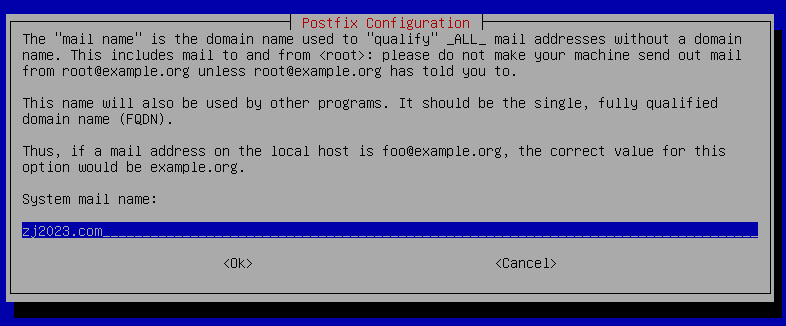 Postfix Configuration
The "mail name" is the domain name used to "qualify" _ALL_ mail addresses without a domain
name. This includes mail to and from <root>: please do not make your machine send out mail
from root@example.org unless root@example.org has told you to.
This name will also be used by other programs. It should be the single, fully qualified
domain name (FQDN).
Thus, if a mail address on the local host is foo@example.org, the correct value for this
option would be example.org.
System mail name:
zj2023.com
<Ok> <Cancel>